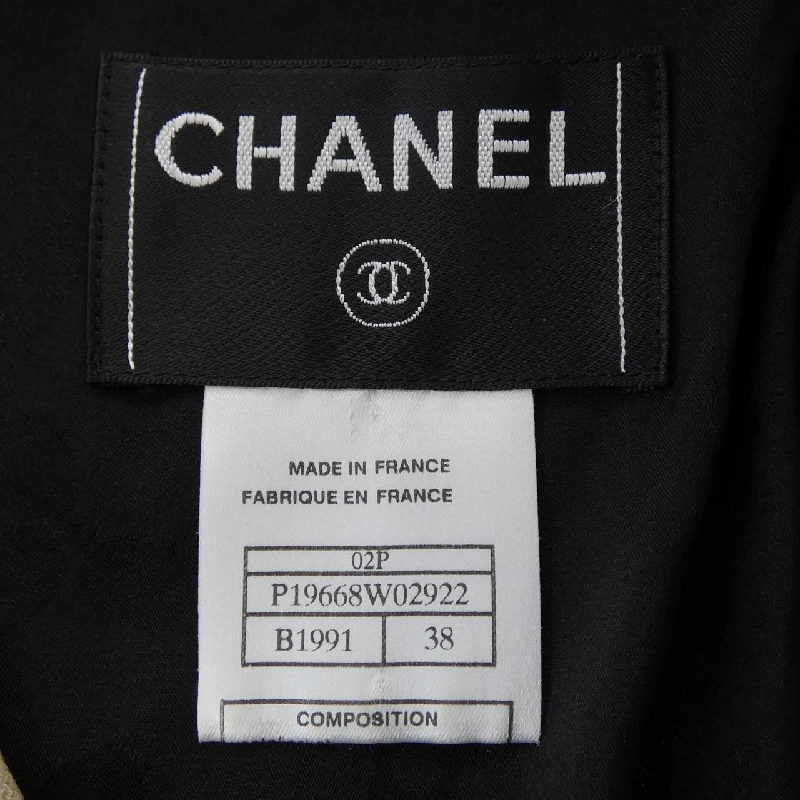 CHANEL
MADE IN FRANCE
FABRIQUE EN FRANCE
02P
P19668W02922
B1991 38
COMPOSITION